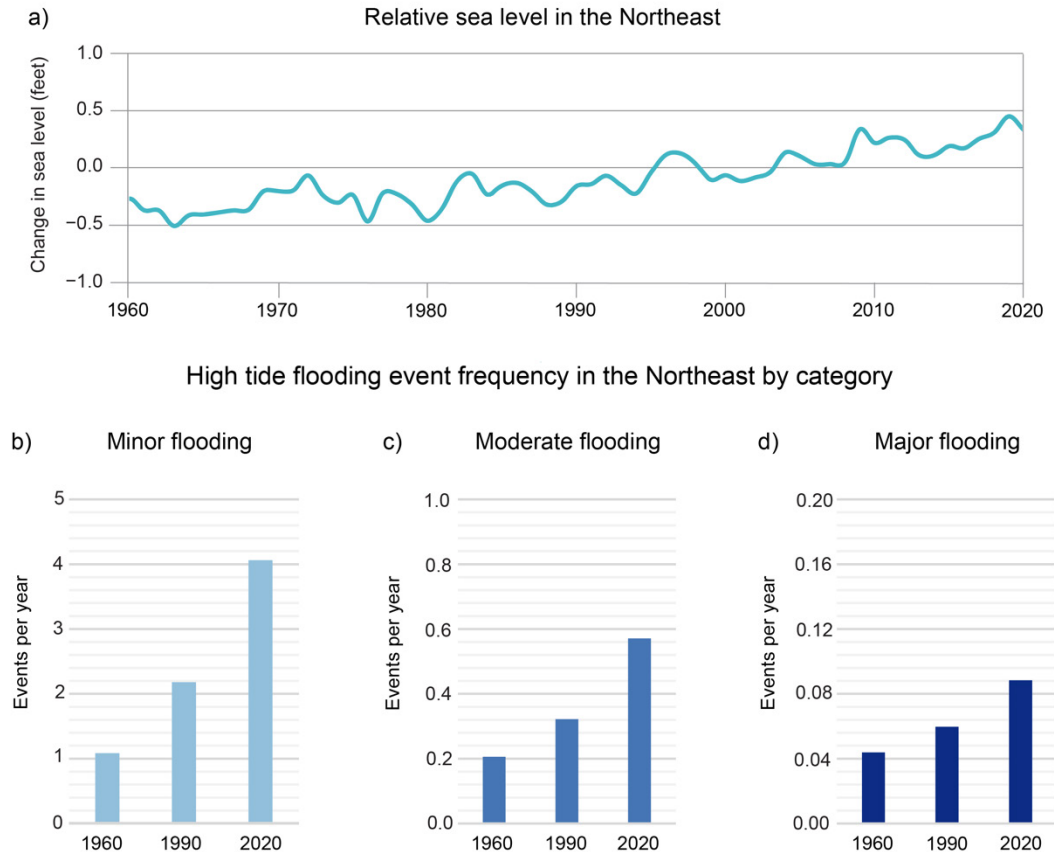 a) Relative sea level in the Northeast
Change in sea level (feet)
1.0
0.5
0.0
−0.5
−1.0
1960 1970 1980 1990 2000 2010 2020
High tide flooding event frequency in the Northeast by category
b) Minor flooding
Events per year
5
4
3
2
1
0
1960 1990 2020
c) Moderate flooding
Events per year
1.0
0.8
0.6
0.4
0.2
0.0
1960 1990 2020
d) Major flooding
Events per year
0.20
0.16
0.12
0.08
0.04
0.00
1960 1990 2020